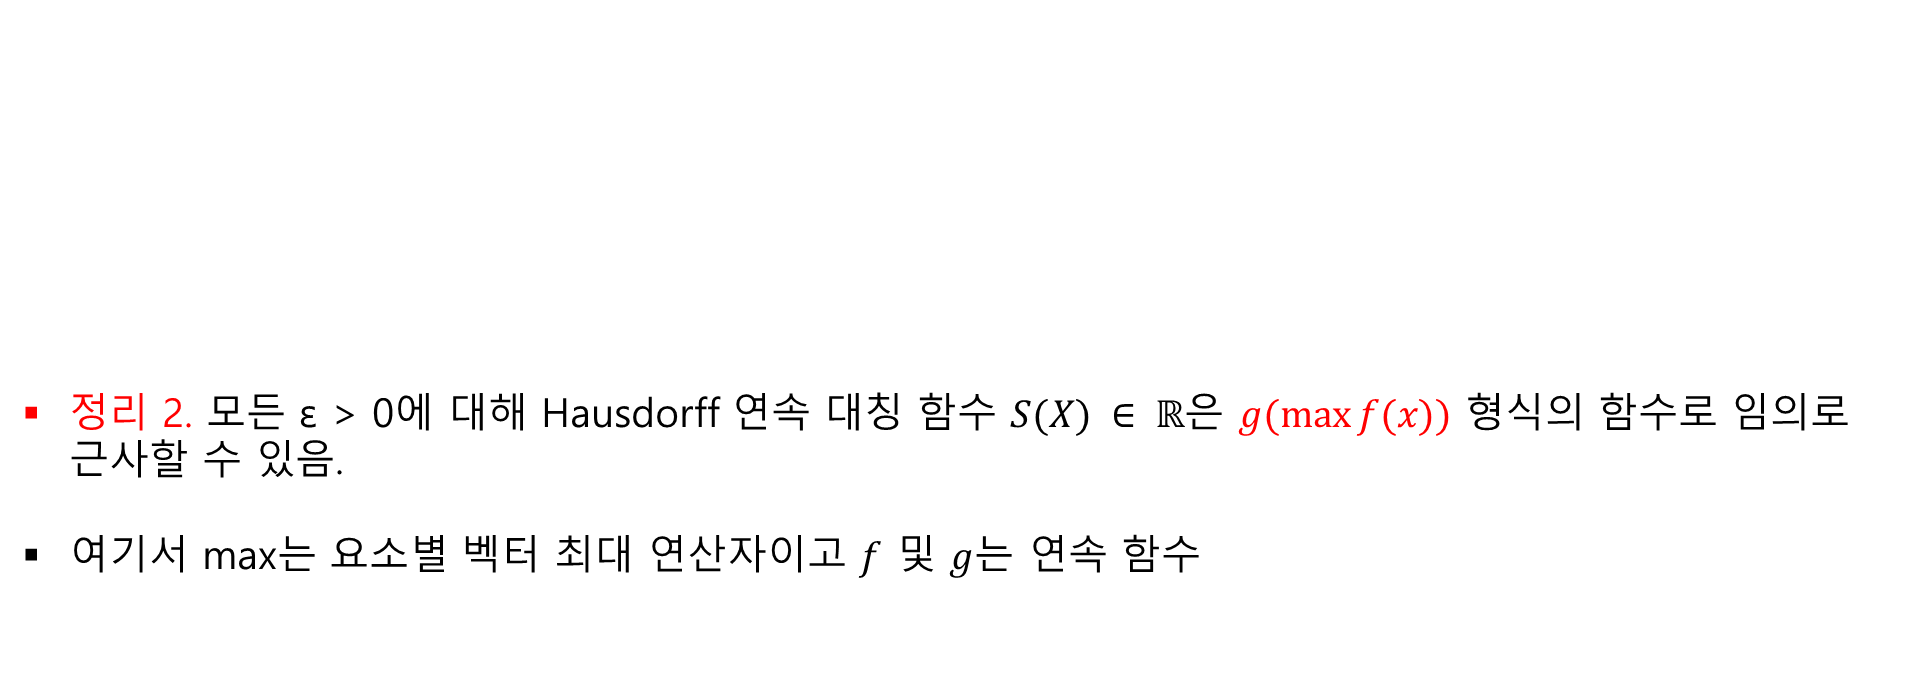 ▪ 정리 2. 모든 ε > 0에 대해 Hausdorff 연속 대칭 함수 𝑆(𝑋) ∈ ℝ은 𝑔(max 𝑓(𝑥)) 형식의 함수로 임의로
근사할 수 있음.
▪ 여기서 max는 요소별 벡터 최대 연산자이고 𝑓 및 𝑔는 연속 함수